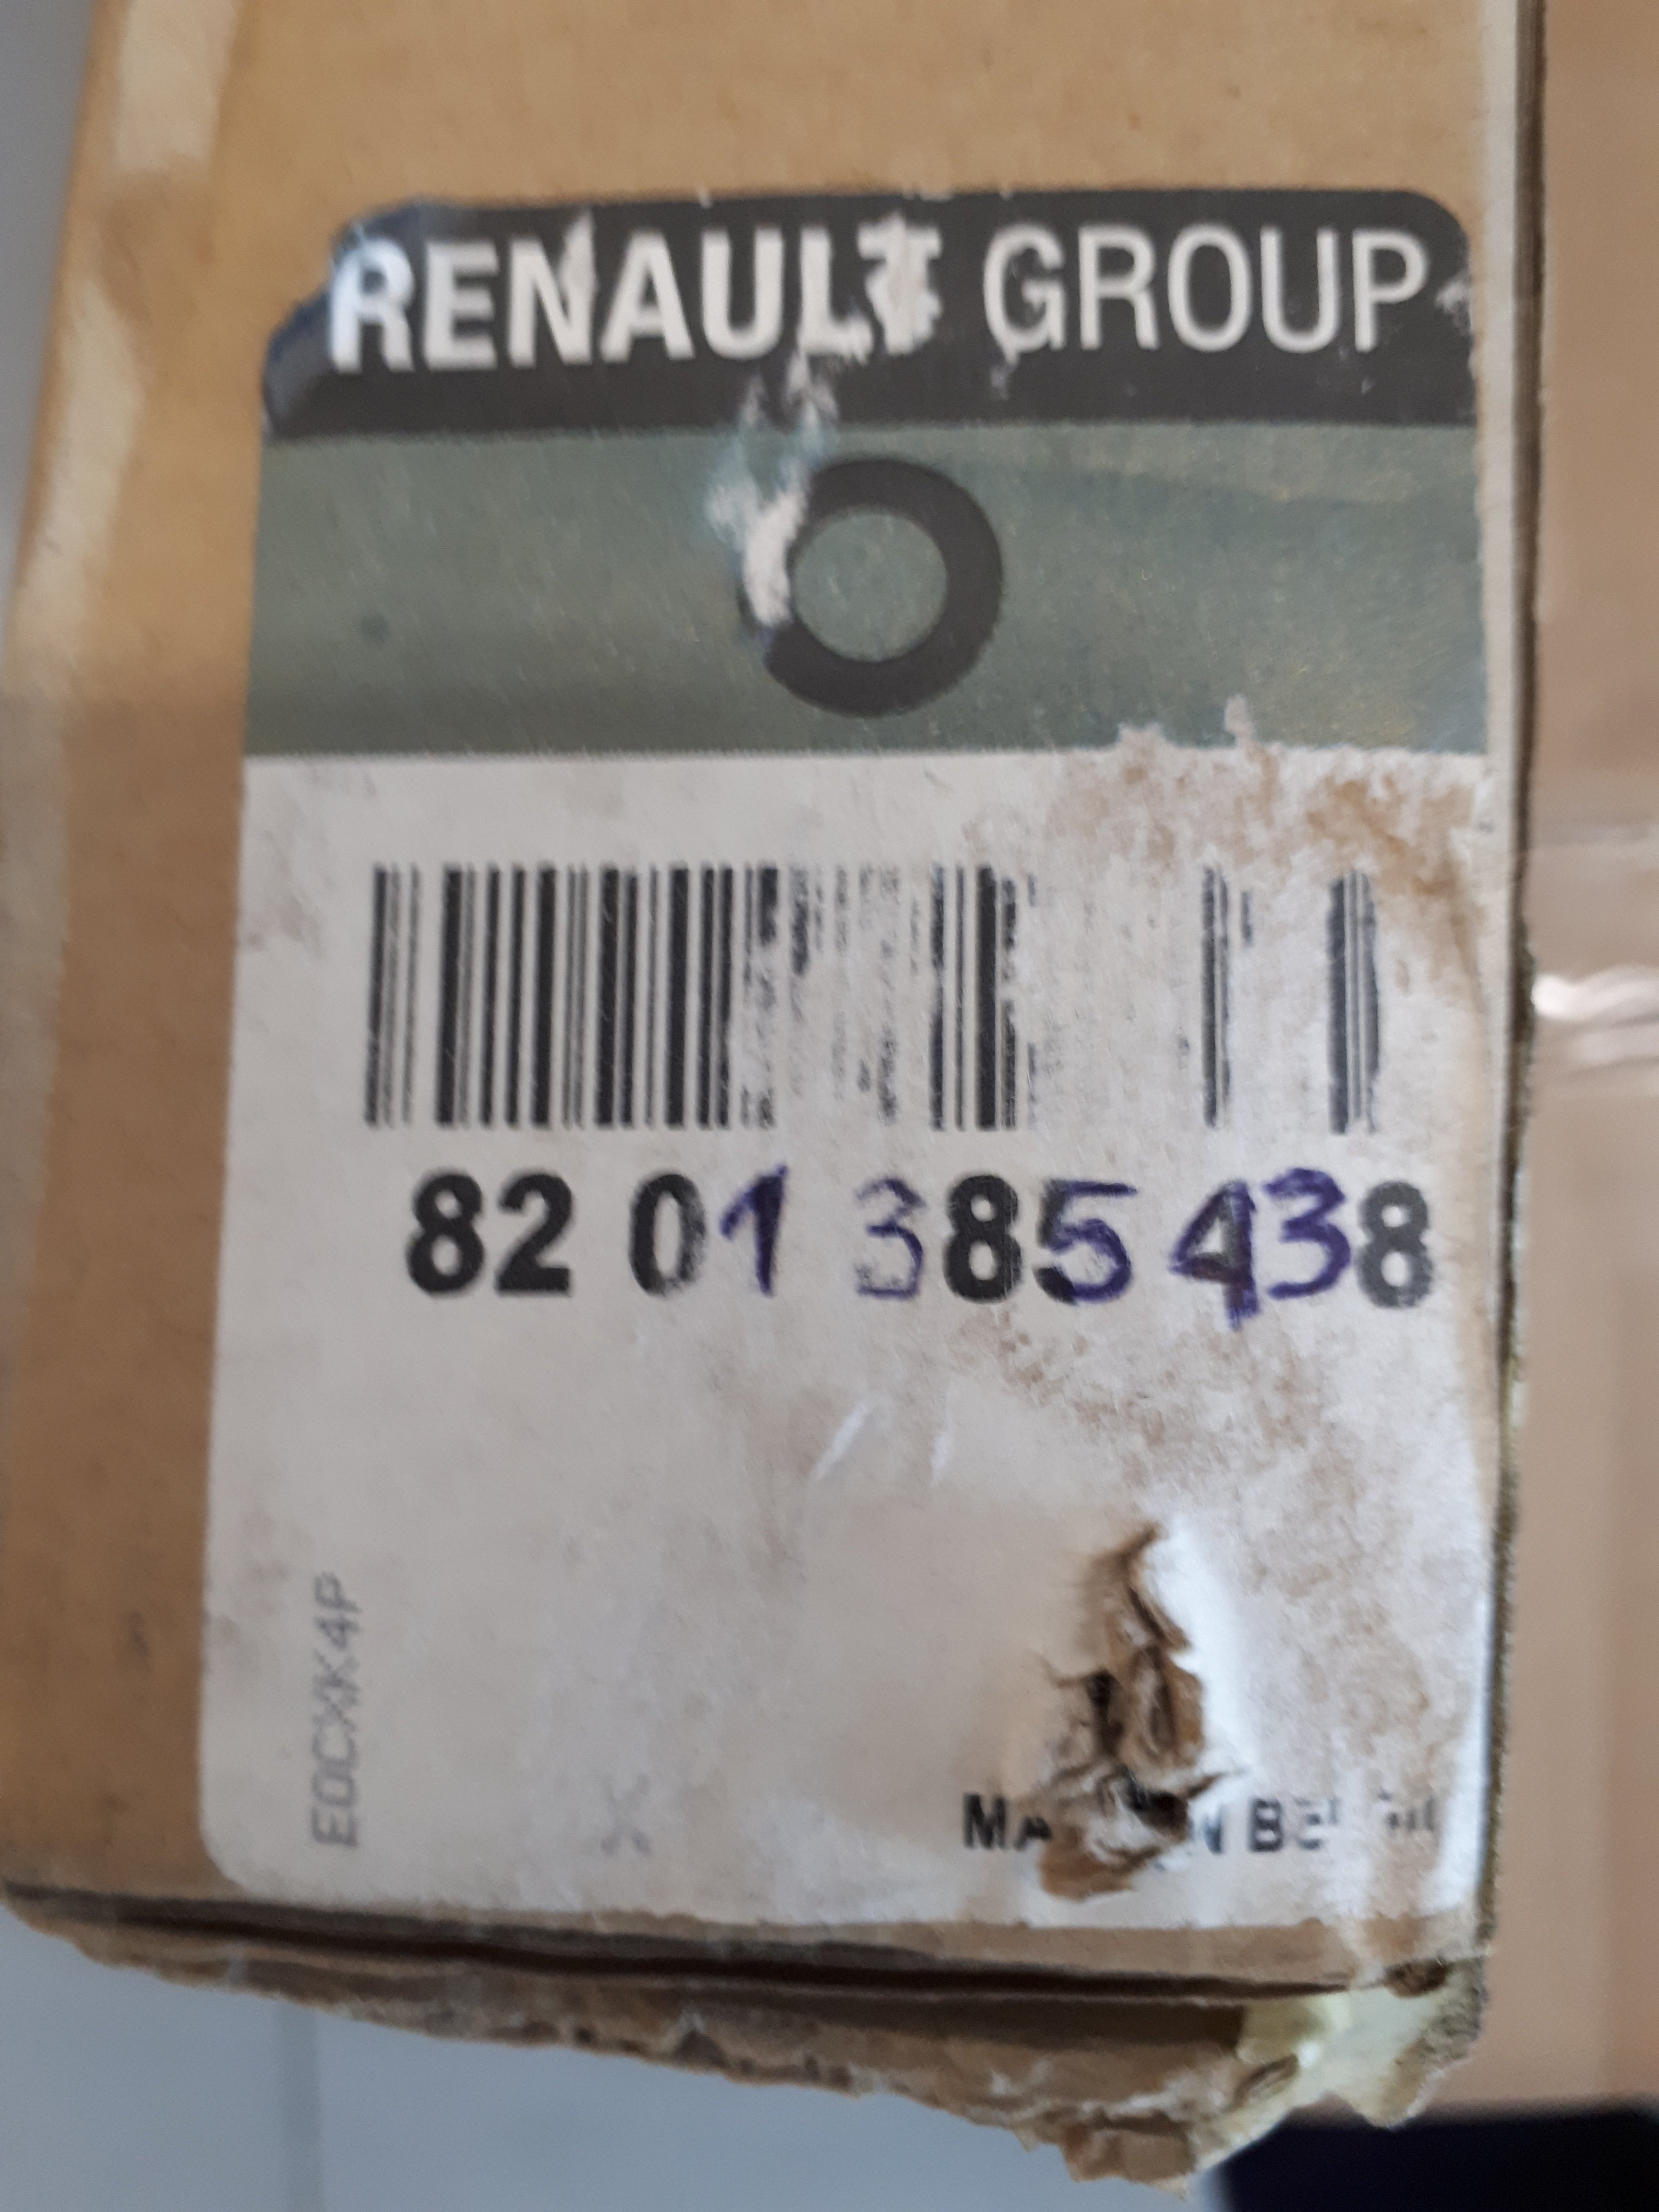 RENAULT GROUP
82 01 385 438
E0CXK4P